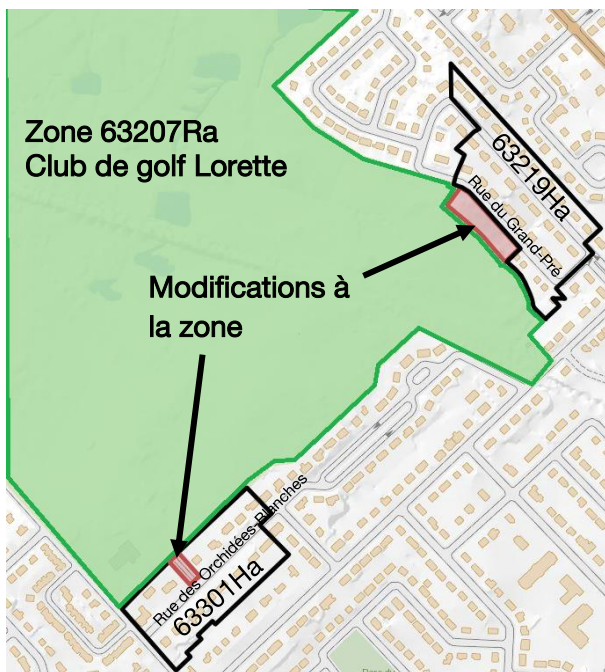 Zone 63207Ra
Club de golf Lorette
63219Ha
Rue du Grand-Pré
Modifications à
la zone
Rue des Orchidées-Blanches
63301Ha